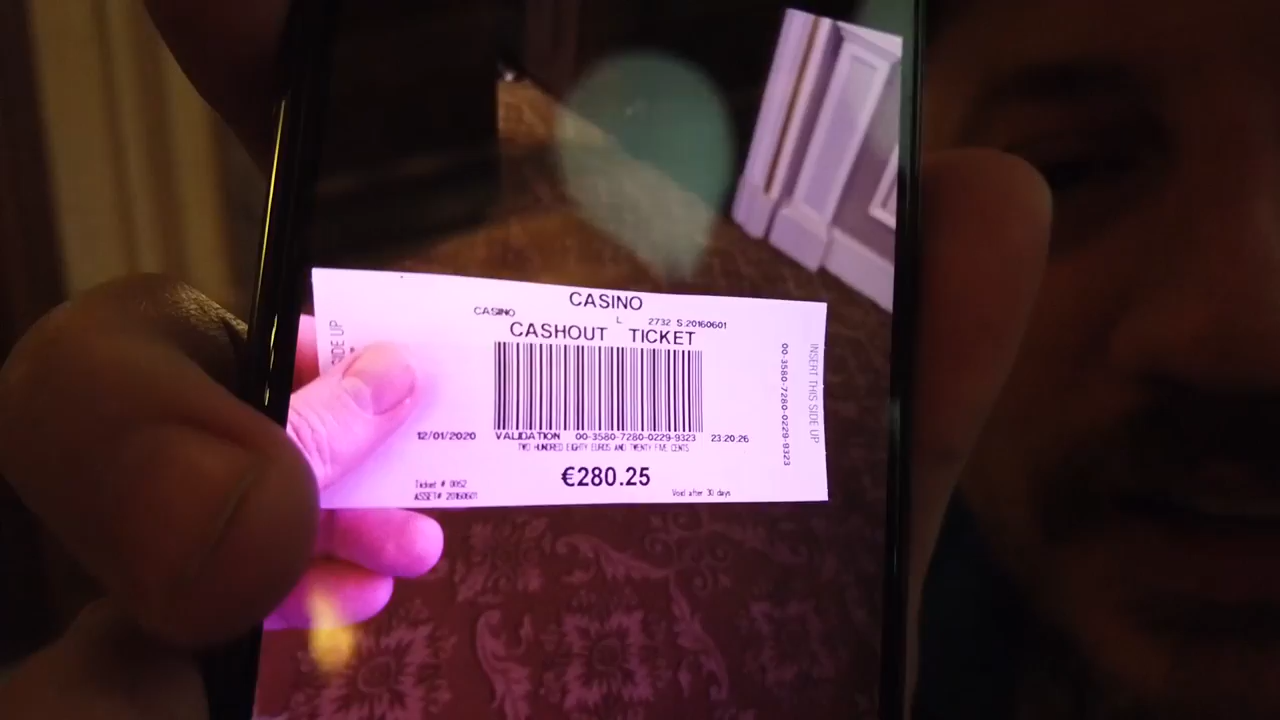 CASINO
CASINO
L 2732 S:20160601
CASHOUT TICKET
12/01/2020 VALIDATION 00-3580-7280-0229-9323 23:20:26
TWO HUNDRED EIGHTY EUROS AND TWENTY FIVE CENTS
€280.25
Ticket # 0052
Void after 30 days
ASSET# 20160601
SIDE UP
00-3580-7280-0229-9323
INSERT THIS SIDE UP